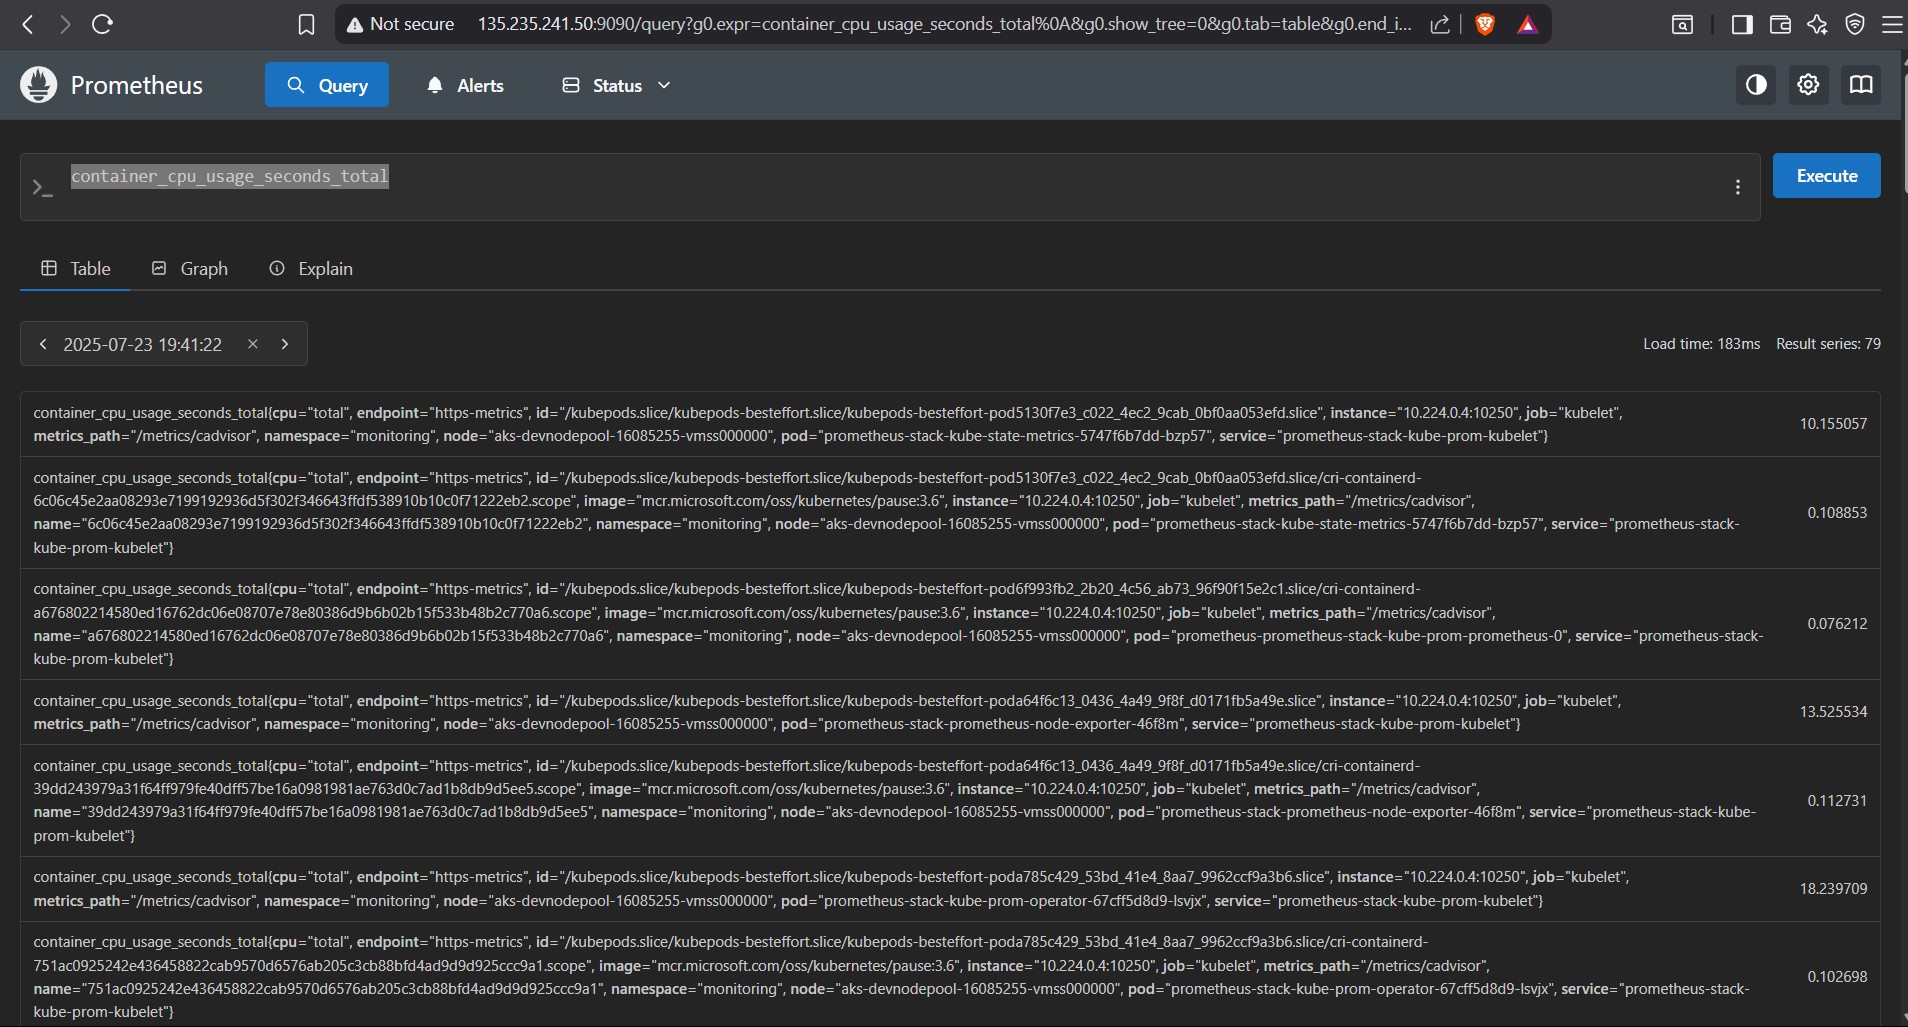 Not secure 135.235.241.50:9090/query?g0.expr=container_cpu_usage_seconds_total%0A&g0.show_tree=0&g0.tab=table&g0.end_i...
Prometheus Query Alerts Status
container_cpu_usage_seconds_total
Execute
Table Graph Explain
2025-07-23 19:41:22
Load time: 183ms Result series: 79
container_cpu_usage_seconds_total{cpu="total", endpoint="https-metrics", id="/kubepods.slice/kubepods-besteffort.slice/kubepods-besteffort-pod5130f7e3_c022_4ec2_9cab_0bf0aa053efd.slice", instance="10.224.0.4:10250", job="kubelet",
metrics_path="/metrics/cadvisor", namespace="monitoring", node="aks-devnodepool-16085255-vmss000000", pod="prometheus-stack-kube-state-metrics-5747f6b7dd-bzp57", service="prometheus-stack-kube-prom-kubelet"}
10.155057
container_cpu_usage_seconds_total{cpu="total", endpoint="https-metrics", id="/kubepods.slice/kubepods-besteffort.slice/kubepods-besteffort-pod5130f7e3_c022_4ec2_9cab_0bf0aa053efd.slice/cri-containerd-
6c06c45e2aa08293e7199192936d5f302f346643ffdf538910b10c0f71222eb2.scope", image="mcr.microsoft.com/oss/kubernetes/pause:3.6", instance="10.224.0.4:10250", job="kubelet", metrics_path="/metrics/cadvisor",
name="6c06c45e2aa08293e7199192936d5f302f346643ffdf538910b10c0f71222eb2", namespace="monitoring", node="aks-devnodepool-16085255-vmss000000", pod="prometheus-stack-kube-state-metrics-5747f6b7dd-bzp57", service="prometheus-stack-
kube-prom-kubelet"}
0.108853
container_cpu_usage_seconds_total{cpu="total", endpoint="https-metrics", id="/kubepods.slice/kubepods-besteffort.slice/kubepods-besteffort-pod6f993fb2_2b20_4c56_ab73_96f90f15e2c1.slice/cri-containerd-
a676802214580ed16762dc06e08707e78e80386d9b6b02b15f533b48b2c770a6.scope", image="mcr.microsoft.com/oss/kubernetes/pause:3.6", instance="10.224.0.4:10250", job="kubelet", metrics_path="/metrics/cadvisor",
name="a676802214580ed16762dc06e08707e78e80386d9b6b02b15f533b48b2c770a6", namespace="monitoring", node="aks-devnodepool-16085255-vmss000000", pod="prometheus-prometheus-stack-kube-prom-prometheus-0", service="prometheus-stack-
kube-prom-kubelet"}
0.076212
container_cpu_usage_seconds_total{cpu="total", endpoint="https-metrics", id="/kubepods.slice/kubepods-besteffort.slice/kubepods-besteffort-poda64f6c13_0436_4a49_9f8f_d0171fb5a49e.slice", instance="10.224.0.4:10250", job="kubelet",
metrics_path="/metrics/cadvisor", namespace="monitoring", node="aks-devnodepool-16085255-vmss000000", pod="prometheus-stack-prometheus-node-exporter-46f8m", service="prometheus-stack-kube-prom-kubelet"}
13.525534
container_cpu_usage_seconds_total{cpu="total", endpoint="https-metrics", id="/kubepods.slice/kubepods-besteffort.slice/kubepods-besteffort-poda64f6c13_0436_4a49_9f8f_d0171fb5a49e.slice/cri-containerd-
39dd243979a31f64ff979fe40dff57be16a0981981ae763d0c7ad1b8db9d5ee5.scope", image="mcr.microsoft.com/oss/kubernetes/pause:3.6", instance="10.224.0.4:10250", job="kubelet", metrics_path="/metrics/cadvisor",
name="39dd243979a31f64ff979fe40dff57be16a0981981ae763d0c7ad1b8db9d5ee5", namespace="monitoring", node="aks-devnodepool-16085255-vmss000000", pod="prometheus-stack-prometheus-node-exporter-46f8m", service="prometheus-stack-kube-
prom-kubelet"}
0.112731
container_cpu_usage_seconds_total{cpu="total", endpoint="https-metrics", id="/kubepods.slice/kubepods-besteffort.slice/kubepods-besteffort-poda785c429_53bd_41e4_8aa7_9962ccf9a3b6.slice", instance="10.224.0.4:10250", job="kubelet",
metrics_path="/metrics/cadvisor", namespace="monitoring", node="aks-devnodepool-16085255-vmss000000", pod="prometheus-stack-kube-prom-operator-67cff5d8d9-lsvjx", service="prometheus-stack-kube-prom-kubelet"}
18.239709
container_cpu_usage_seconds_total{cpu="total", endpoint="https-metrics", id="/kubepods.slice/kubepods-besteffort.slice/kubepods-besteffort-poda785c429_53bd_41e4_8aa7_9962ccf9a3b6.slice/cri-containerd-
751ac0925242e436458822cab9570d6576ab205c3cb88bfd4ad9d9d925ccc9a1.scope", image="mcr.microsoft.com/oss/kubernetes/pause:3.6", instance="10.224.0.4:10250", job="kubelet", metrics_path="/metrics/cadvisor",
name="751ac0925242e436458822cab9570d6576ab205c3cb88bfd4ad9d9d925ccc9a1", namespace="monitoring", node="aks-devnodepool-16085255-vmss000000", pod="prometheus-stack-kube-prom-operator-67cff5d8d9-lsvjx", service="prometheus-stack-
kube-prom-kubelet"}
0.102698